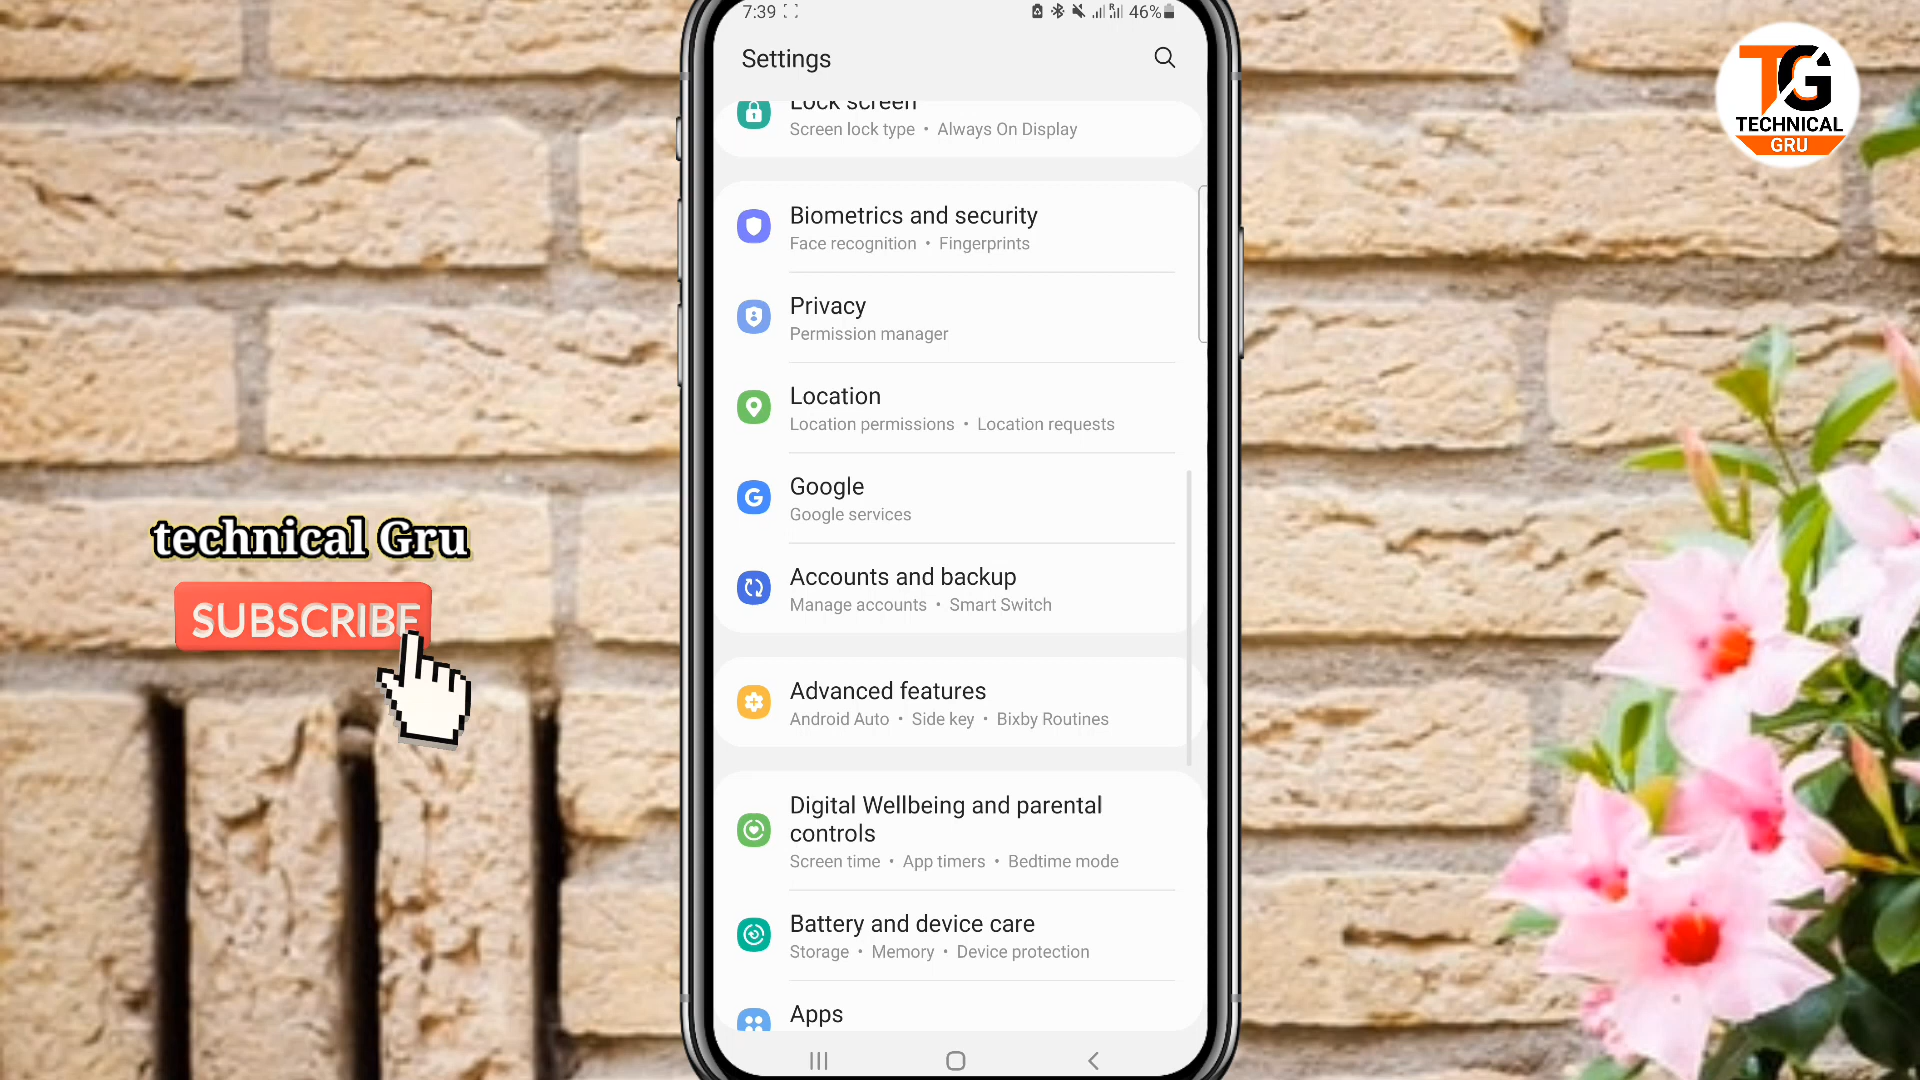 7:39
46%
Settings
Lock screen
Screen lock type • Always On Display
Biometrics and security
Face recognition • Fingerprints
Privacy
Permission manager
Location
Location permissions • Location requests
Google
Google services
Accounts and backup
Manage accounts • Smart Switch
Advanced features
Android Auto • Side key • Bixby Routines
Digital Wellbeing and parental
controls
Screen time • App timers • Bedtime mode
Battery and device care
Storage • Memory • Device protection
Apps
technical Gru
SUBSCRIBE
TG
TECHNICAL
GRU